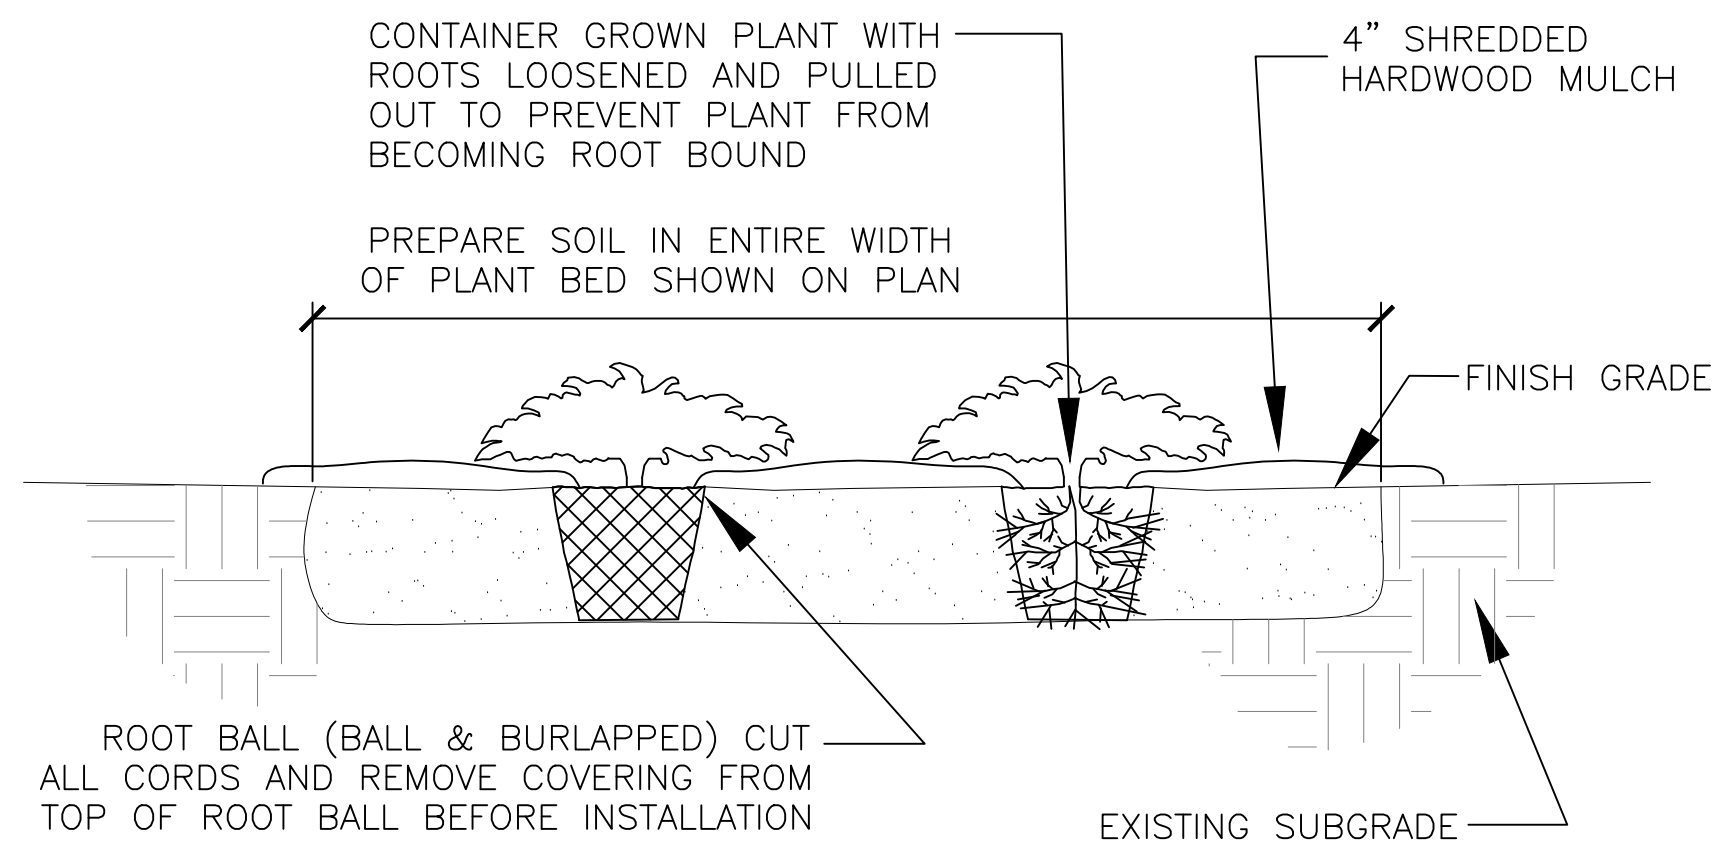 CONTAINER GROWN PLANT WITH
ROOTS LOOSENED AND PULLED
OUT TO PREVENT PLANT FROM
BECOMING ROOT BOUND
4" SHREDDED
HARDWOOD MULCH
PREPARE SOIL IN ENTIRE WIDTH
OF PLANT BED SHOWN ON PLAN
FINISH GRADE
ROOT BALL (BALL & BURLAPPED) CUT
ALL CORDS AND REMOVE COVERING FROM
TOP OF ROOT BALL BEFORE INSTALLATION
EXISTING SUBGRADE